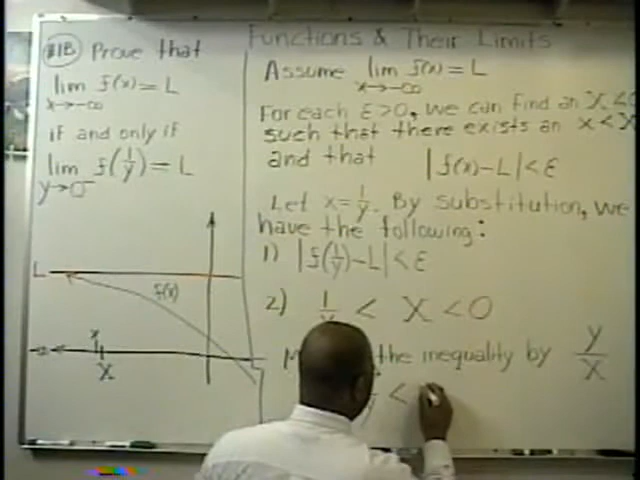 #1B Prove that
lim f(x) = L
x→-∞
if and only if
lim f(1/y) = L
y→0⁻
L
f(x)
x
X
-∞
Functions & Their Limits
Assume lim f(x) = L
x→-∞
For each ε>0, we can find an X<0
such that there exists an x<X
and that |f(x)-L|<ε
Let x = 1/y. By substitution, we
have the following:
1) |f(1/y)-L|<ε
2) 1/y < X < 0
the inequality by y/X
<